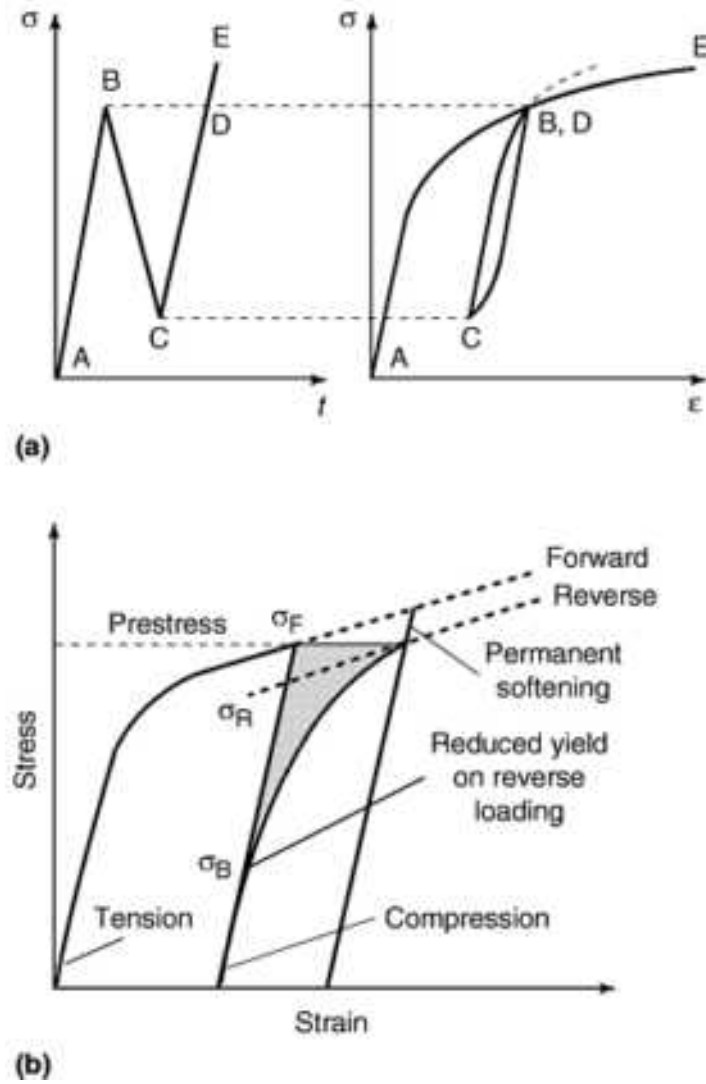 σ
E
B
D
C
A
t
σ
E
B, D
C
A
ε
(a)
Forward
Reverse
Prestress
σF
Permanent
softening
σR
Reduced yield
on reverse
loading
Stress
σB
Tension
Compression
Strain
(b)